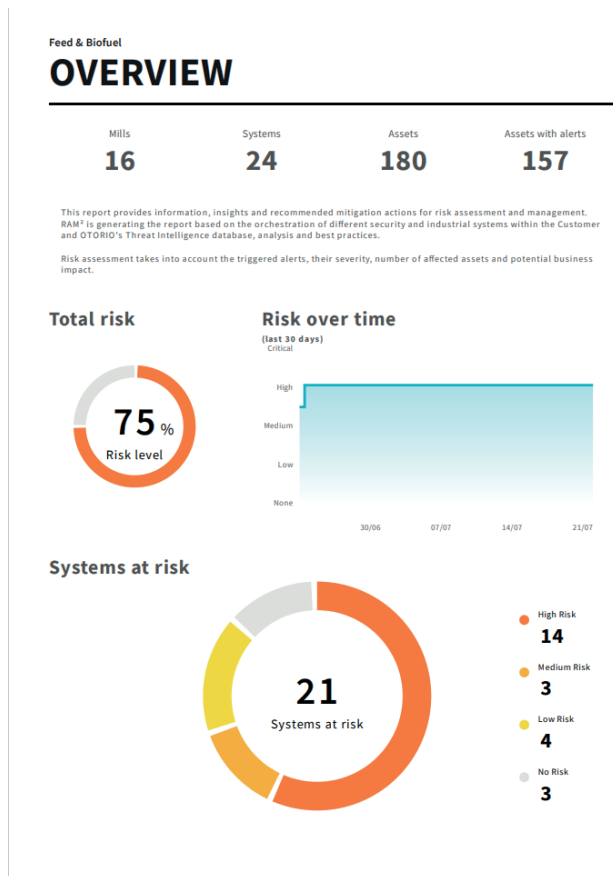 Feed & Biofuel
OVERVIEW
Mills
Systems
Assets
Assets with alerts
16
24
180
157
This report provides information, insights and recommended mitigation actions for risk assessment and management.
RAM² is generating the report based on the orchestration of different security and industrial systems within the Customer
and OTORIO's Threat Intelligence database, analysis and best practices.
Risk assessment takes into account the triggered alerts, their severity, number of affected assets and potential business
impact.
Total risk
75 %
Risk level
Risk over time
(last 30 days)
Critical
High
Medium
Low
None
30/06
07/07
14/07
21/07
Systems at risk
21
Systems at risk
High Risk
14
Medium Risk
3
Low Risk
4
No Risk
3